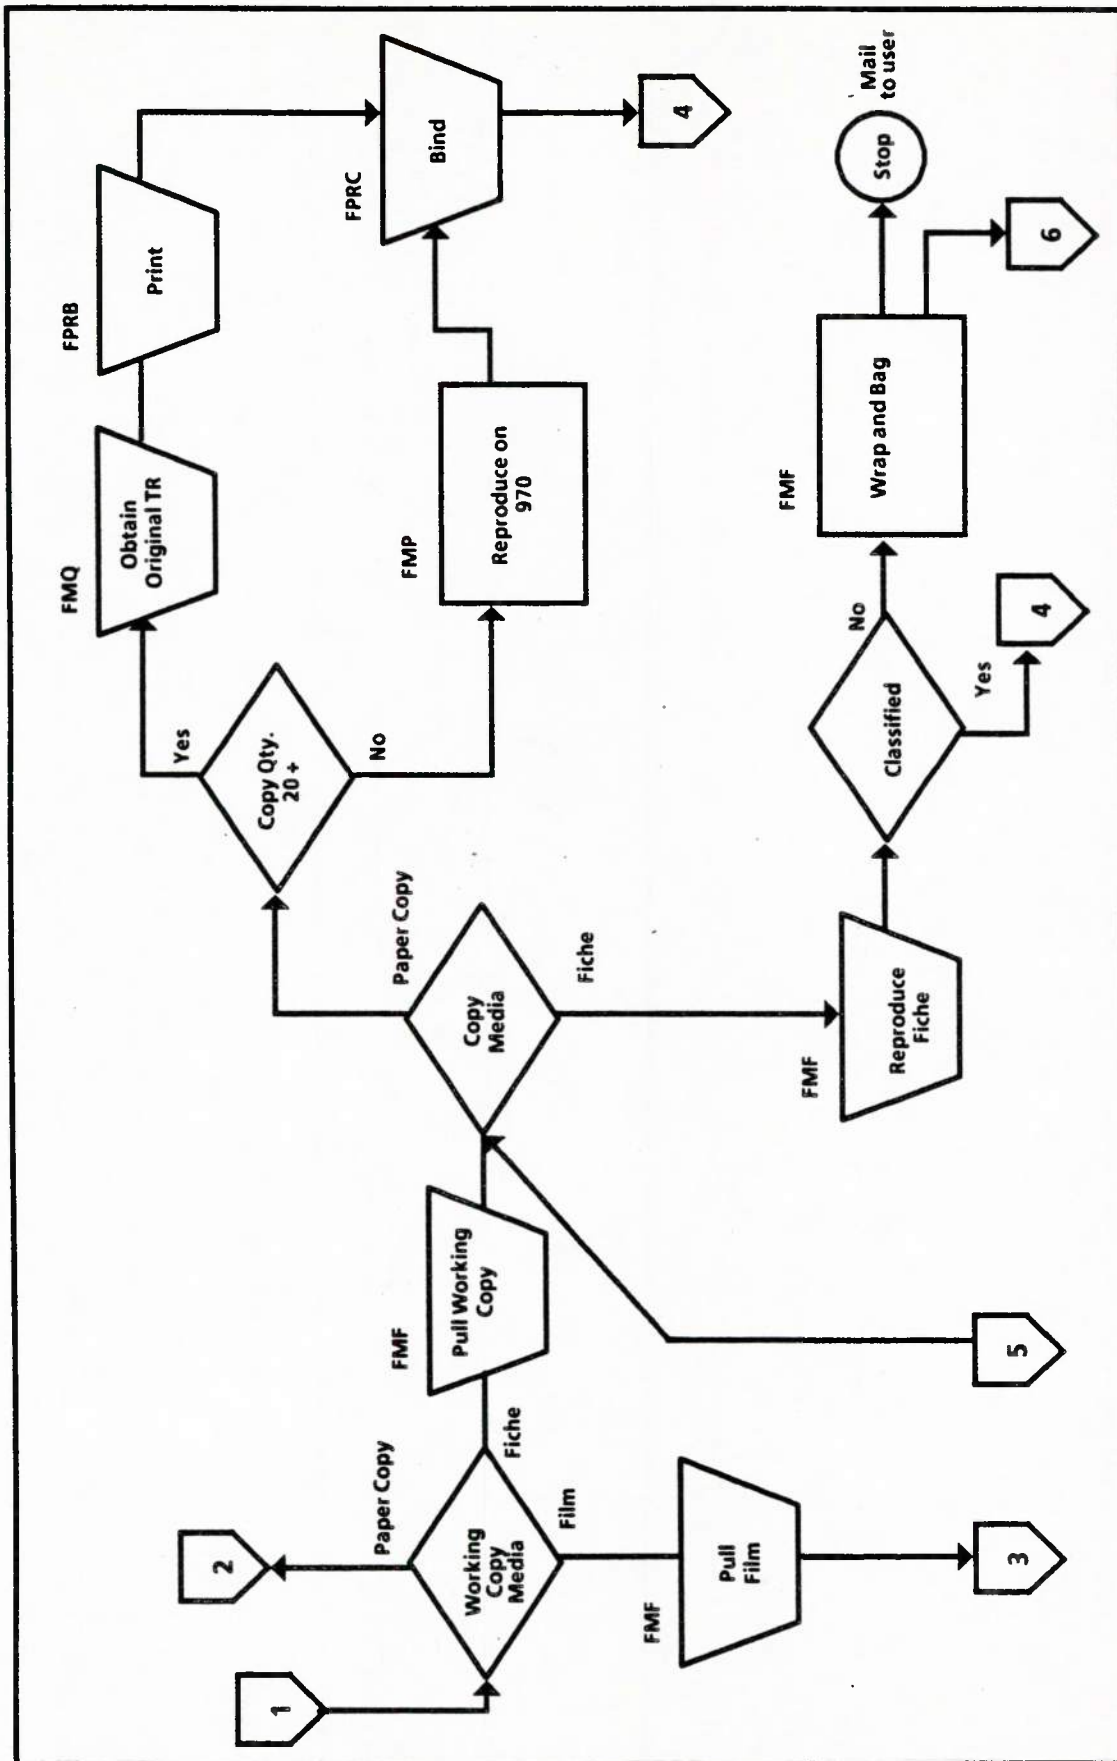 1
2
Paper Copy
Working
Copy
Media
Fiche
Film
FMF
Pull
Film
3
FMF
Pull Working
Copy
5
Copy
Media
Paper Copy
Fiche
Copy Qty.
20 +
Yes
No
FMQ
Obtain
Original TR
FPRB
Print
FMP
Reproduce on
970
FPRC
Bind
4
FMF
Reproduce
Fiche
Classified
No
Yes
4
FMF
Wrap and Bag
6
Stop
Mail
to user